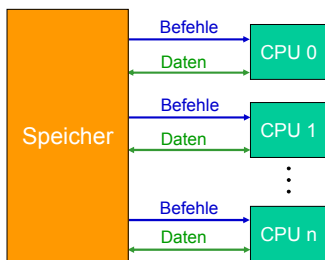 Befehle
CPU 0
Daten
Befehle
Speicher
CPU 1
Daten
Befehle
CPU n
Daten